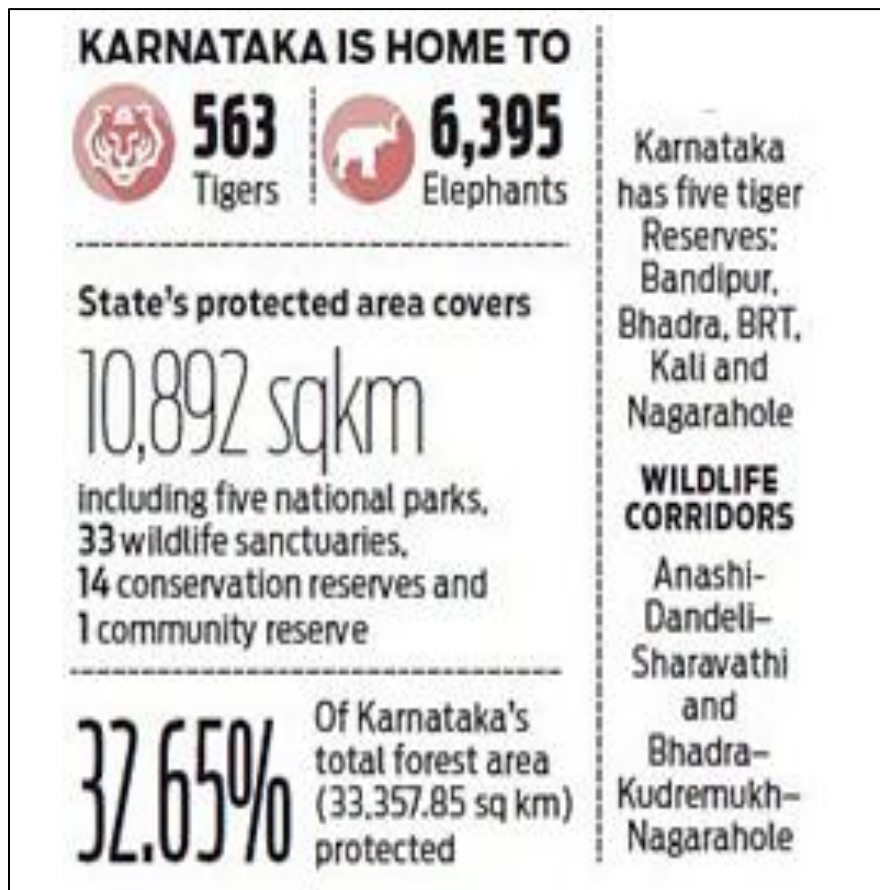 KARNATAKA IS HOME TO
563
Tigers
6,395
Elephants
State's protected area covers
10,892 sqkm
including five national parks,
33 wildlife sanctuaries,
14 conservation reserves and
1 community reserve
32.65%
Of Karnataka's
total forest area
(33,357.85 sq km)
protected
Karnataka
has five tiger
Reserves:
Bandipur,
Bhadra, BRT,
Kali and
Nagarahole
WILDLIFE
CORRIDORS
Anashi-
Dandeli–
Sharavathi
and
Bhadra–
Kudremukh–
Nagarahole